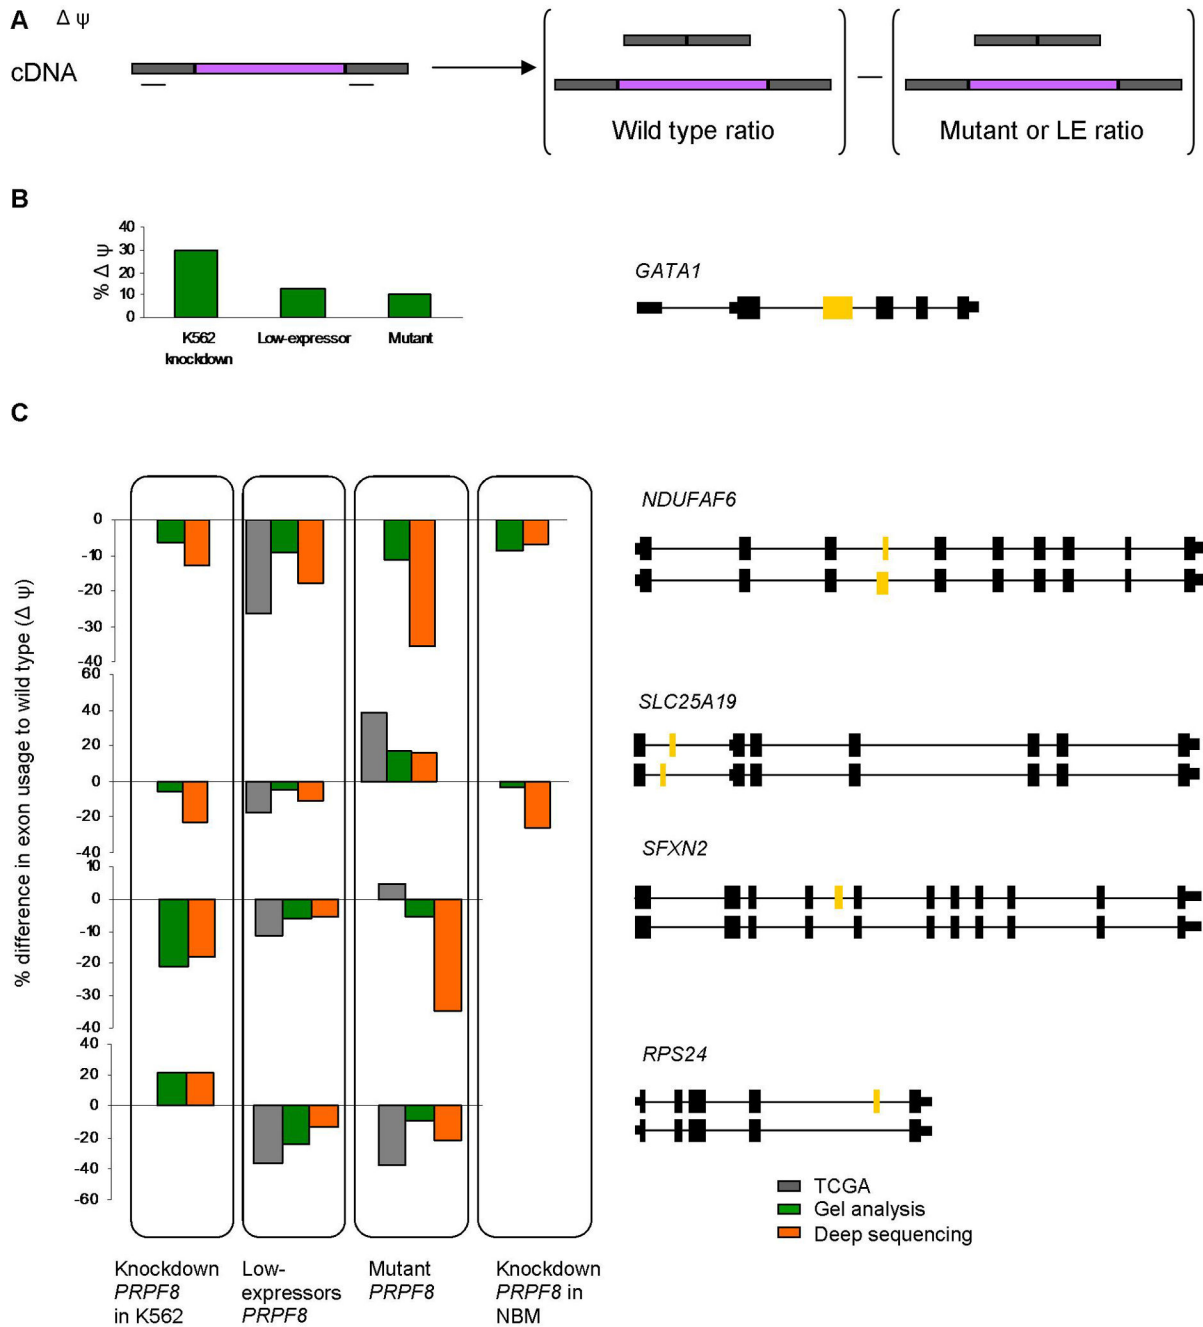 A Δ ψ
cDNA
Wild type ratio
Mutant or LE ratio
B
% Δ ψ
40
30
20
10
0
K562
knockdown
Low-expressor
Mutant
GATA1
C
% difference in exon usage to wild type (Δ ψ)
0
-10
-20
-30
-40
60
40
20
0
-20
-40
10
0
-10
-20
-30
-40
40
20
0
-20
-40
-60
NDUFAF6
SLC25A19
SFXN2
RPS24
TCGA
Gel analysis
Deep sequencing
Knockdown
PRPF8
in K562
Low-
expressors
PRPF8
Mutant
PRPF8
Knockdown
PRPF8 in
NBM